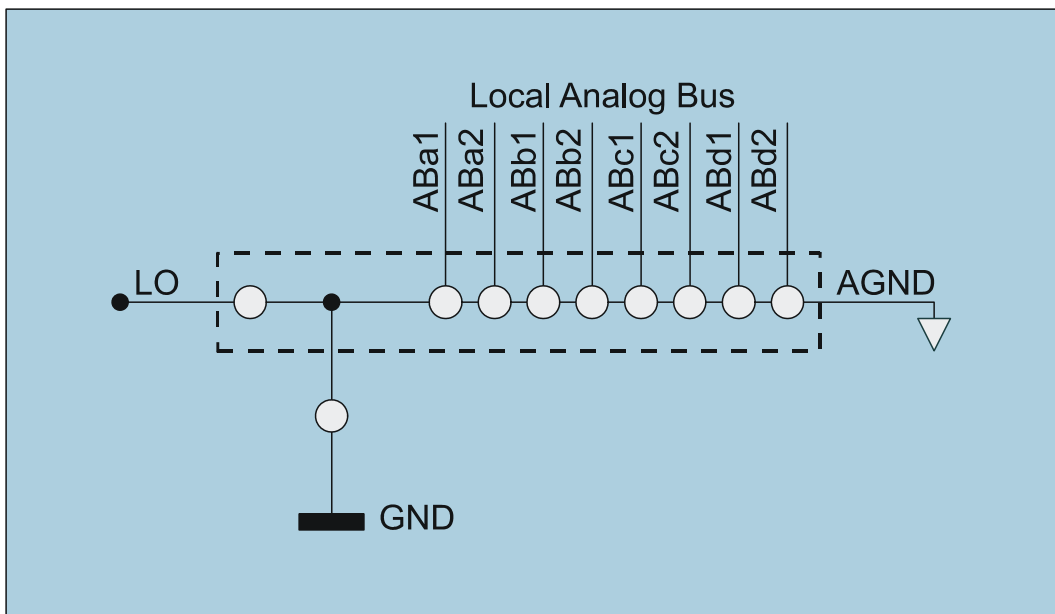 Local Analog Bus
ABa1
ABa2
ABb1
ABb2
ABc1
ABc2
ABd1
ABd2
LO
AGND
GND